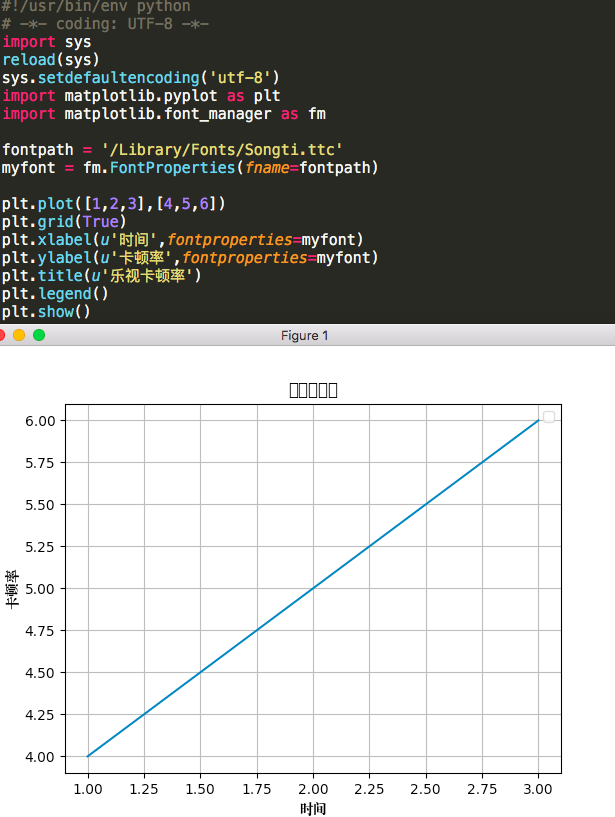 #!/usr/bin/env python
# -*- coding: UTF-8 -*-
import sys
reload(sys)
sys.setdefaultencoding('utf-8')
import matplotlib.pyplot as plt
import matplotlib.font_manager as fm
fontpath = '/Library/Fonts/Songti.ttc'
myfont = fm.FontProperties(fname=fontpath)
plt.plot([1,2,3],[4,5,6])
plt.grid(True)
plt.xlabel(u'时间',fontproperties=myfont)
plt.ylabel(u'卡顿率',fontproperties=myfont)
plt.title(u'乐视卡顿率')
plt.legend()
plt.show()
Figure 1
□□□□□
6.00
5.75
5.50
5.25
5.00
4.75
4.50
4.25
4.00
卡顿率
1.00 1.25 1.50 1.75 2.00 2.25 2.50 2.75 3.00
时间